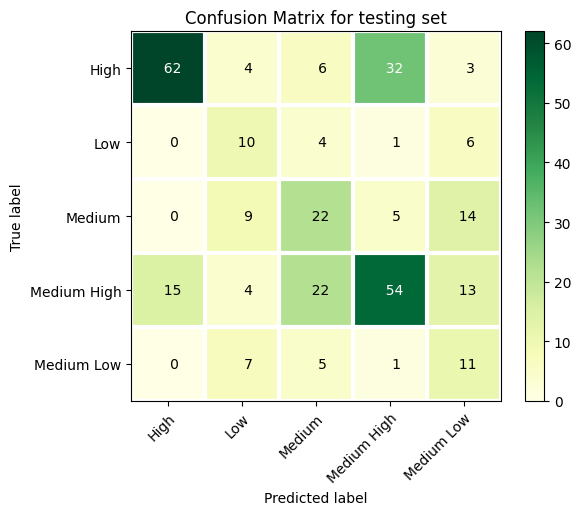 Confusion Matrix for testing set
True label
High 62 4 6 32 3
Low 0 10 4 1 6
Medium 0 9 22 5 14
Medium High 15 4 22 54 13
Medium Low 0 7 5 1 11
High Low Medium Medium High Medium Low
Predicted label
60
50
40
30
20
10
0